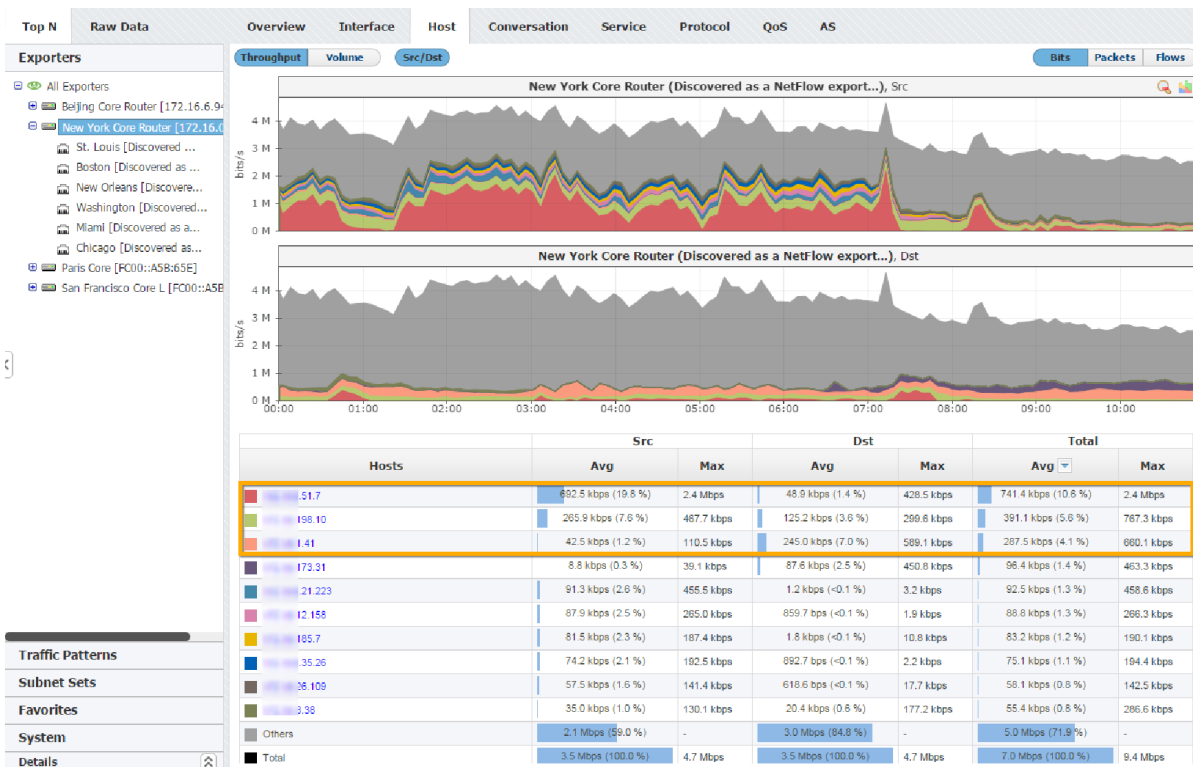 Top N Raw Data Overview Interface Host Conversation Service Protocol QoS AS
Exporters
All Exporters
Beijing Core Router [172.16.6.94
New York Core Router [172.16.0
St. Louis [Discovered ...
Boston [Discovered as ...
New Orleans [Discovere...
Washington [Discovered...
Miami [Discovered as a...
Chicago [Discovered as...
Paris Core [FC00::A5B:65E]
San Francisco Core L [FC00::A5B
Traffic Patterns
Subnet Sets
Favorites
System
Details
Throughput Volume Src/Dst Bits Packets Flows
New York Core Router (Discovered as a NetFlow export...), Src
bits/s
4 M
3 M
2 M
1 M
0 M
New York Core Router (Discovered as a NetFlow export...), Dst
bits/s
4 M
3 M
2 M
1 M
0 M
00:00 01:00 02:00 03:00 04:00 05:00 06:00 07:00 08:00 09:00 10:00
Src Dst Total
Hosts Avg Max Avg Max Avg Max
.51.7 692.5 kbps (19.8 %) 2.4 Mbps 48.9 kbps (1.4 %) 428.5 kbps 741.4 kbps (10.6 %) 2.4 Mbps
198.10 265.9 kbps (7.6 %) 467.7 kbps 125.2 kbps (3.6 %) 299.6 kbps 391.1 kbps (5.6 %) 767.3 kbps
1.41 42.5 kbps (1.2 %) 110.5 kbps 245.0 kbps (7.0 %) 589.1 kbps 287.5 kbps (4.1 %) 660.1 kbps
173.31 8.8 kbps (0.3 %) 39.1 kbps 87.6 kbps (2.5 %) 450.8 kbps 96.4 kbps (1.4 %) 463.3 kbps
.21.223 91.3 kbps (2.6 %) 455.5 kbps 1.2 kbps (<0.1 %) 3.2 kbps 92.5 kbps (1.3 %) 458.6 kbps
12.158 87.9 kbps (2.5 %) 265.0 kbps 859.7 bps (<0.1 %) 1.9 kbps 88.8 kbps (1.3 %) 266.3 kbps
185.7 81.5 kbps (2.3 %) 187.4 kbps 1.8 kbps (<0.1 %) 10.8 kbps 83.2 kbps (1.2 %) 190.1 kbps
.35.26 74.2 kbps (2.1 %) 192.5 kbps 892.7 bps (<0.1 %) 2.2 kbps 75.1 kbps (1.1 %) 194.4 kbps
26.109 57.5 kbps (1.6 %) 141.4 kbps 618.6 bps (<0.1 %) 17.7 kbps 58.1 kbps (0.8 %) 142.5 kbps
3.38 35.0 kbps (1.0 %) 130.1 kbps 20.4 kbps (0.6 %) 177.2 kbps 55.4 kbps (0.8 %) 286.6 kbps
Others 2.1 Mbps (59.0 %) - 3.0 Mbps (84.8 %) - 5.0 Mbps (71.9 %) -
Total 3.5 Mbps (100.0 %) 4.7 Mbps 3.5 Mbps (100.0 %) 4.7 Mbps 7.0 Mbps (100.0 %) 9.4 Mbps